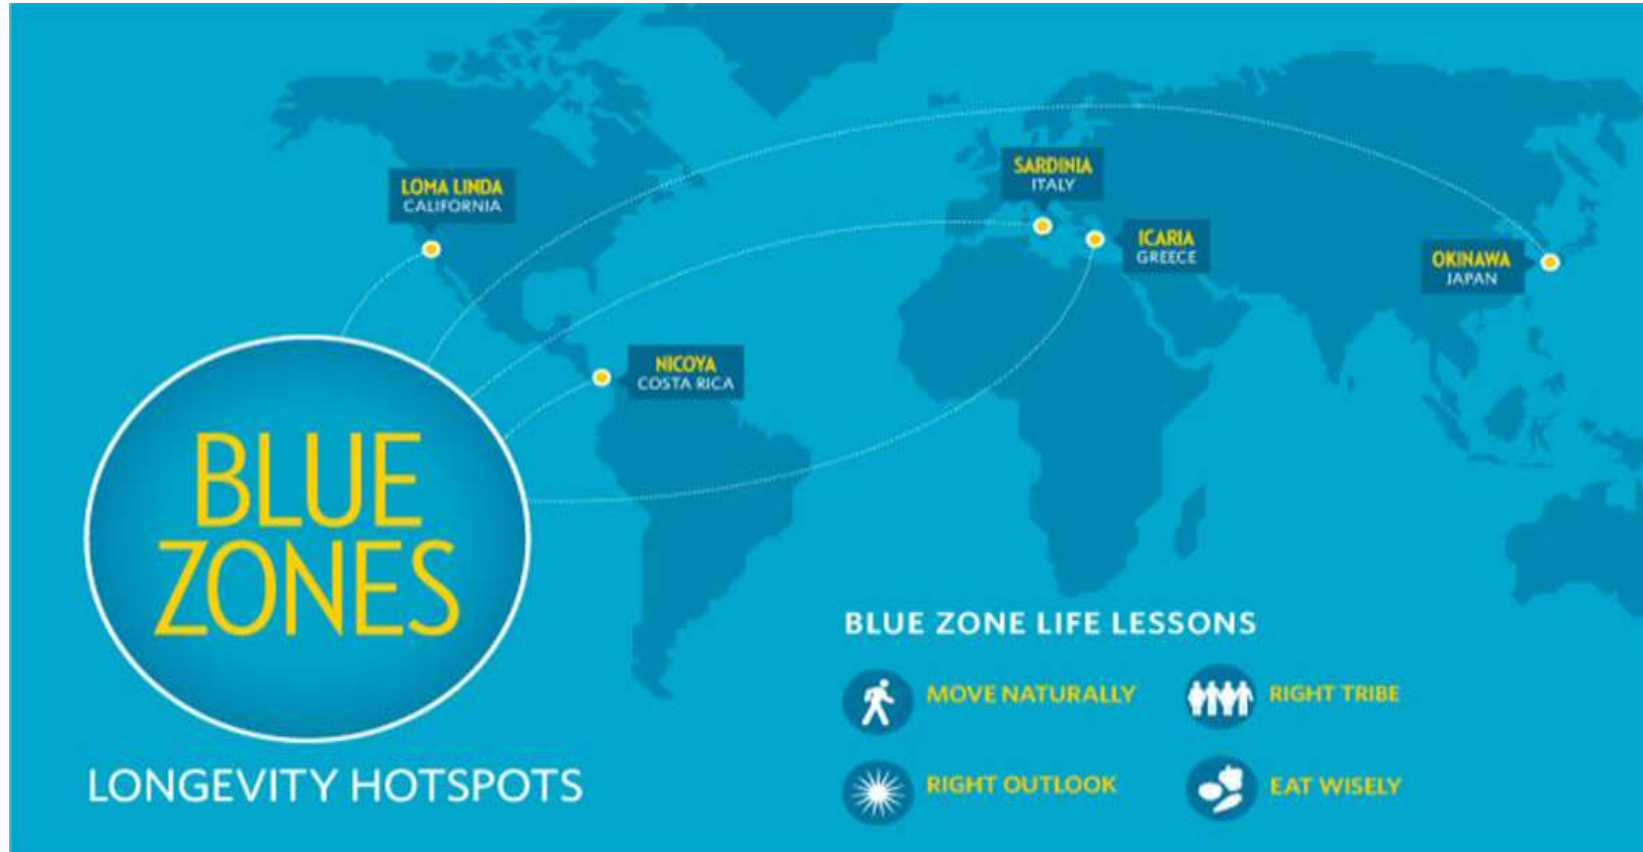 LOMA LINDA
CALIFORNIA
SARDINIA
ITALY
ICARIA
GREECE
OKINAWA
JAPAN
NICOYA
COSTA RICA
BLUE
ZONES
LONGEVITY HOTSPOTS
BLUE ZONE LIFE LESSONS
MOVE NATURALLY
RIGHT TRIBE
RIGHT OUTLOOK
EAT WISELY